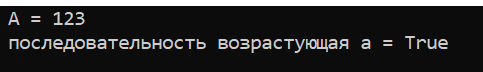 A = 123
последовательность возрастующая a = True